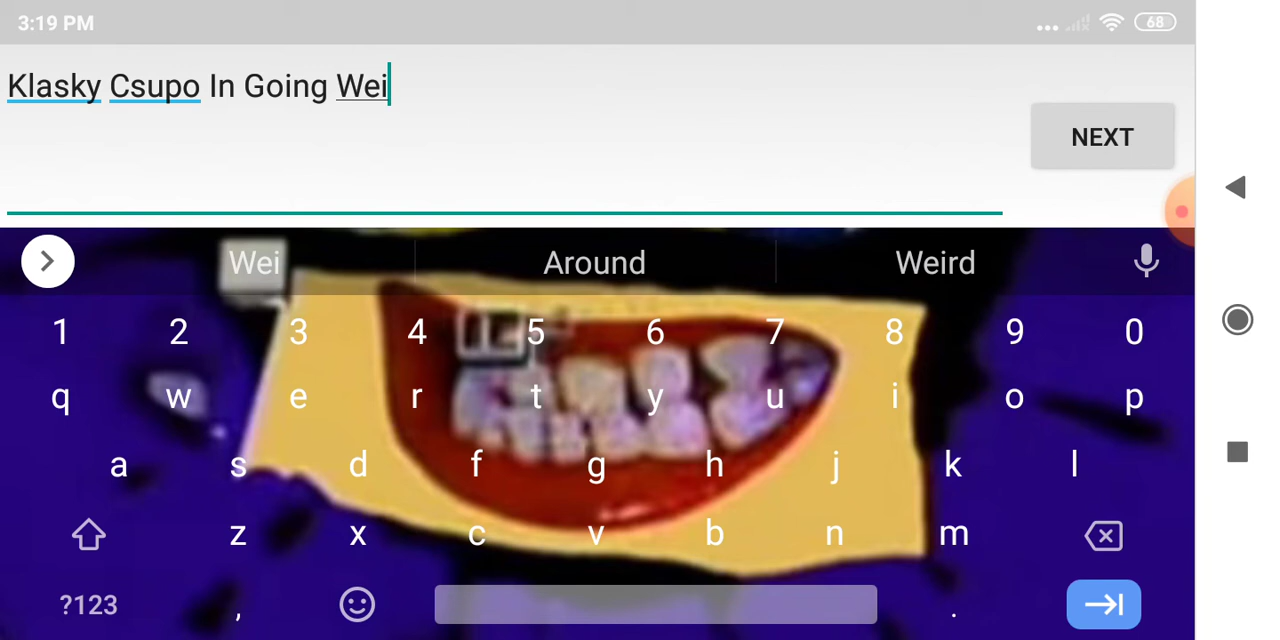 3:19 PM 68
Klasky Csupo In Going Wei
NEXT
Wei Around Weird
1 2 3 4 5 6 7 8 9 0
q w e r t y u i o p
a s d f g h j k l
z x c v b n m
?123 , .